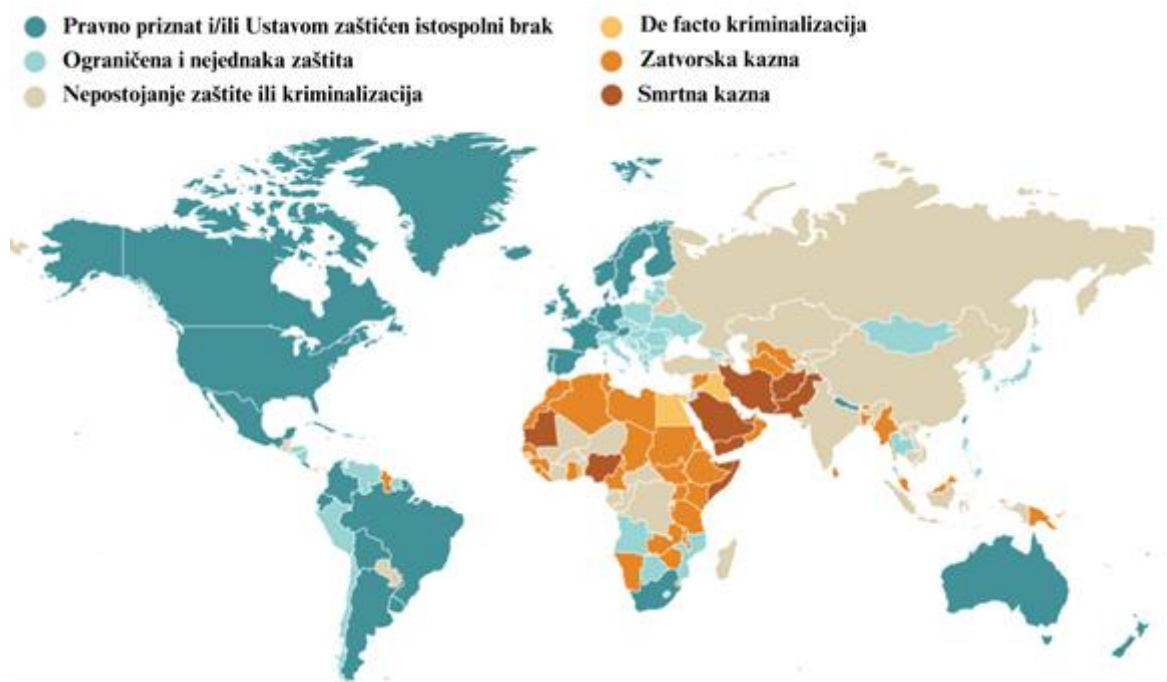 Pravno priznat i/ili Ustavom zaštićen istospolni brak
Ograničena i nejednaka zaštita
Nepostojanje zaštite ili kriminalizacija
De facto kriminalizacija
Zatvorska kazna
Smrtna kazna